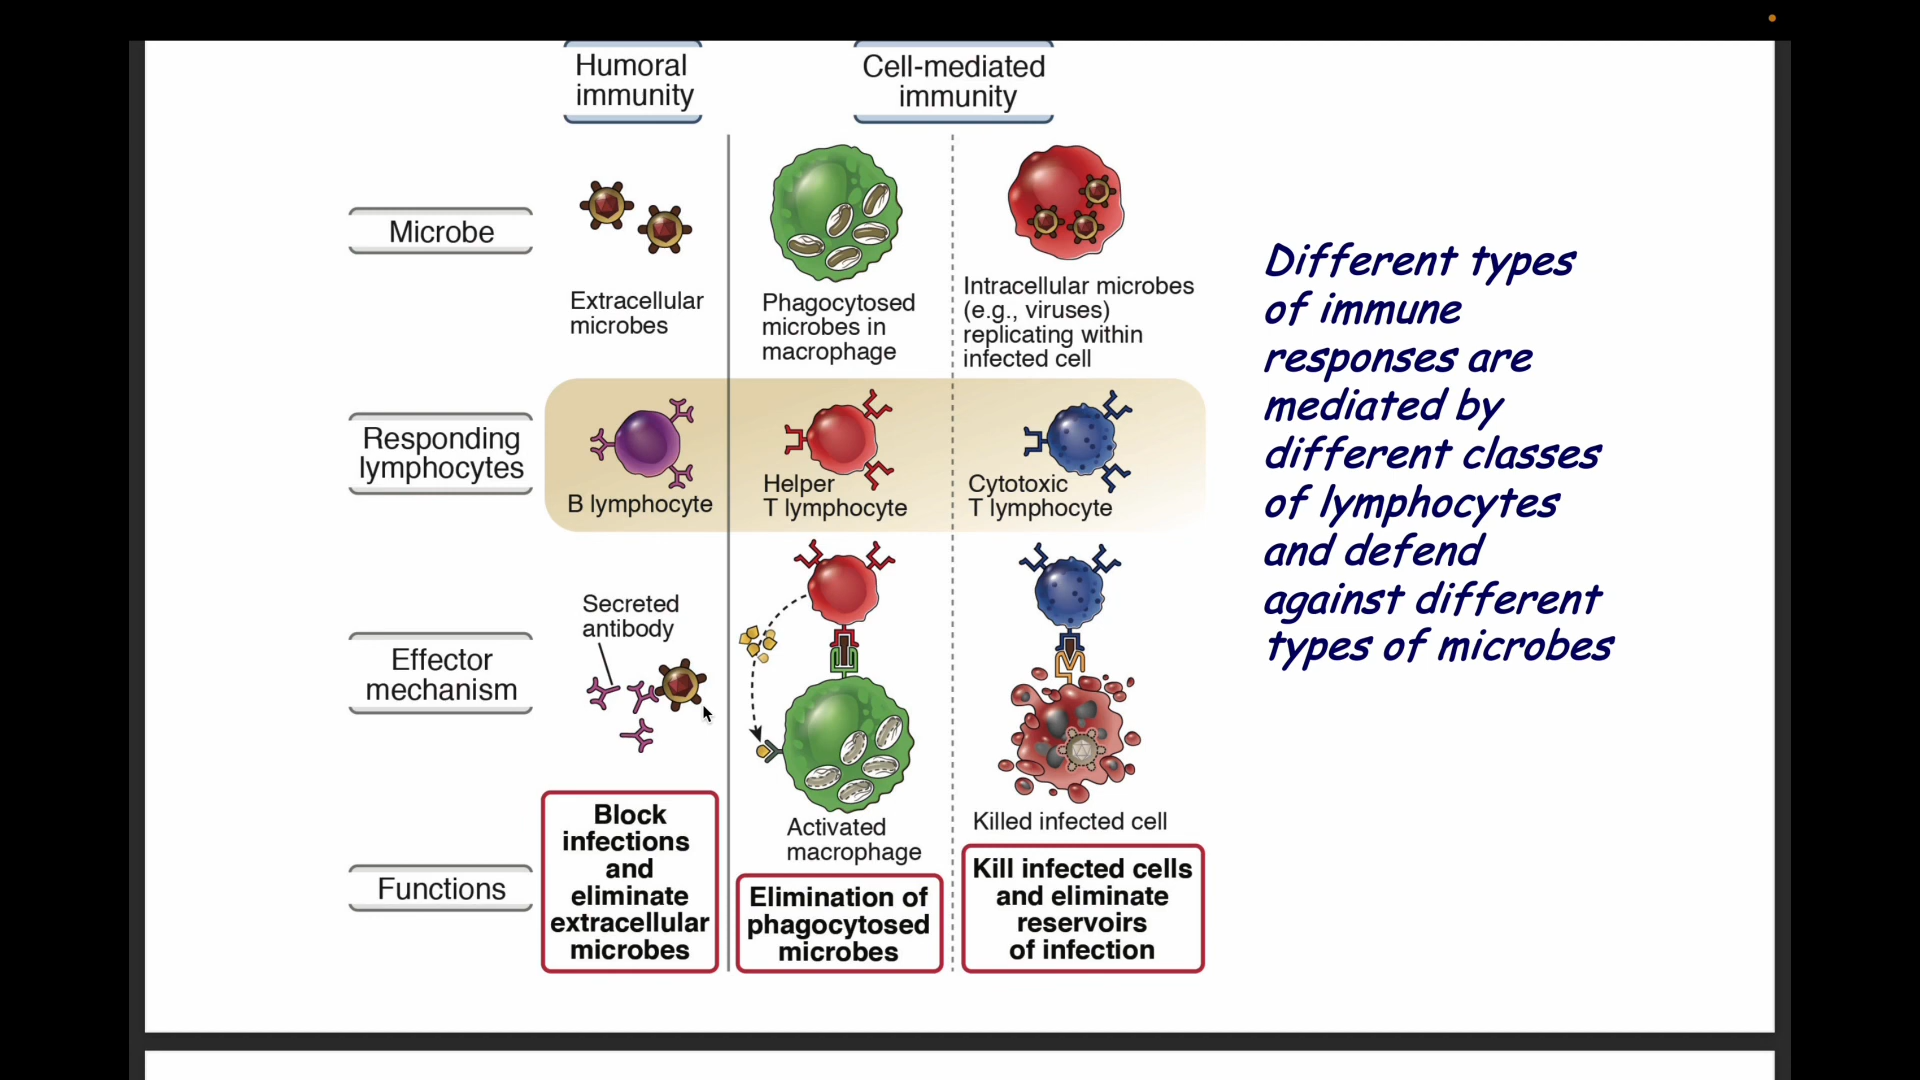 Humoral
immunity
Cell-mediated
immunity
Microbe
Extracellular
microbes
Phagocytosed
microbes in
macrophage
Intracellular microbes
(e.g., viruses)
replicating within
infected cell
Responding
lymphocytes
B lymphocyte
Helper
T lymphocyte
Cytotoxic
T lymphocyte
Effector
mechanism
Secreted
antibody
Activated
macrophage
Killed infected cell
Functions
Block
infections
and
eliminate
extracellular
microbes
Elimination of
phagocytosed
microbes
Kill infected cells
and eliminate
reservoirs
of infection
Different types
of immune
responses are
mediated by
different classes
of lymphocytes
and defend
against different
types of microbes